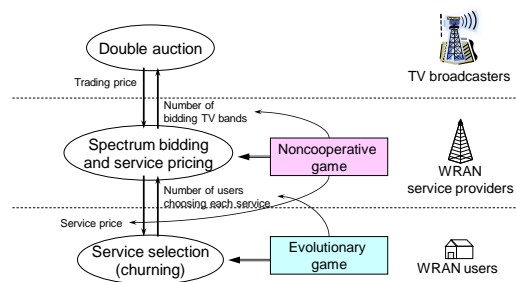 Double auction
TV broadcasters
Trading price
Number of
bidding TV bands
Spectrum bidding
and service pricing
Noncooperative
game
WRAN
service providers
Number of users
choosing each service
Service price
Service selection
(churning)
Evolutionary
game
WRAN users